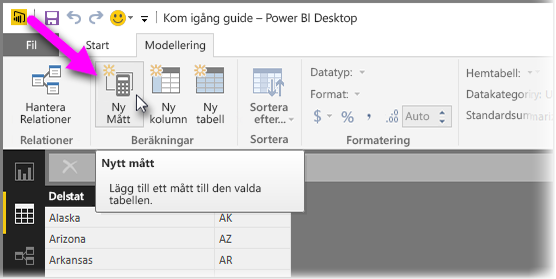 Kom igång guide – Power BI Desktop
Fil Start Modellering
Hantera Relationer
Ny Mått
Ny kolumn
Ny tabell
Sortera efter...
Datatyp:
Format:
$ % , .00 Auto
Hemtabell:
Datakategori: U
Standardsum
Relationer Beräkningar Sortera Formatering
Nytt mått
Lägg till ett mått till den valda
tabellen.
Delstat
Alaska AK
Arizona AZ
Arkansas AR